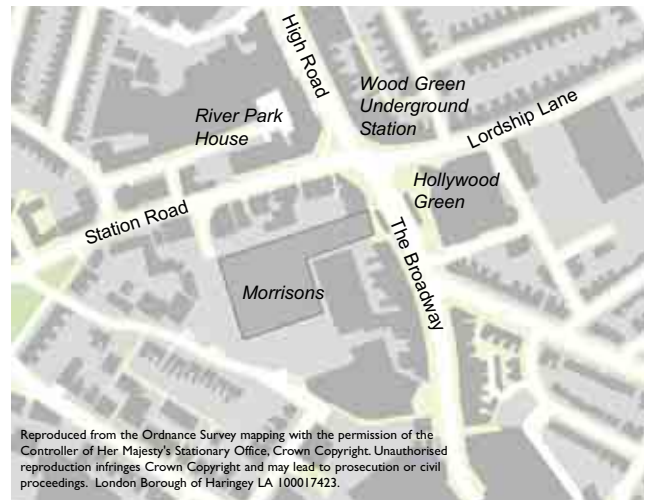 High Road
Wood Green
Underground
Station
River Park
House
Lordship Lane
Hollywood
Green
Station Road
The Broadway
Morrisons
Reproduced from the Ordnance Survey mapping with the permission of the
Controller of Her Majesty's Stationary Office, Crown Copyright. Unauthorised
reproduction infringes Crown Copyright and may lead to prosecution or civil
proceedings. London Borough of Haringey LA 100017423.